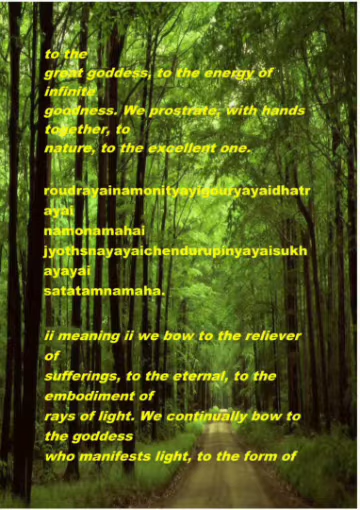 to the
great goddess, to the energy of
infinite
goodness. We prostrate, with hands
together, to
nature, to the excellent one.
roudrayainamonityayigouryayaidhatr
ayai
namonamahai
jyothsnayayaichendurupinyayaisukh
ayayai
satatamnamaha.
ii meaning ii we bow to the reliever
of
sufferings, to the eternal, to the
embodiment of
rays of light. We continually bow to
the goddess
who manifests light, to the form of